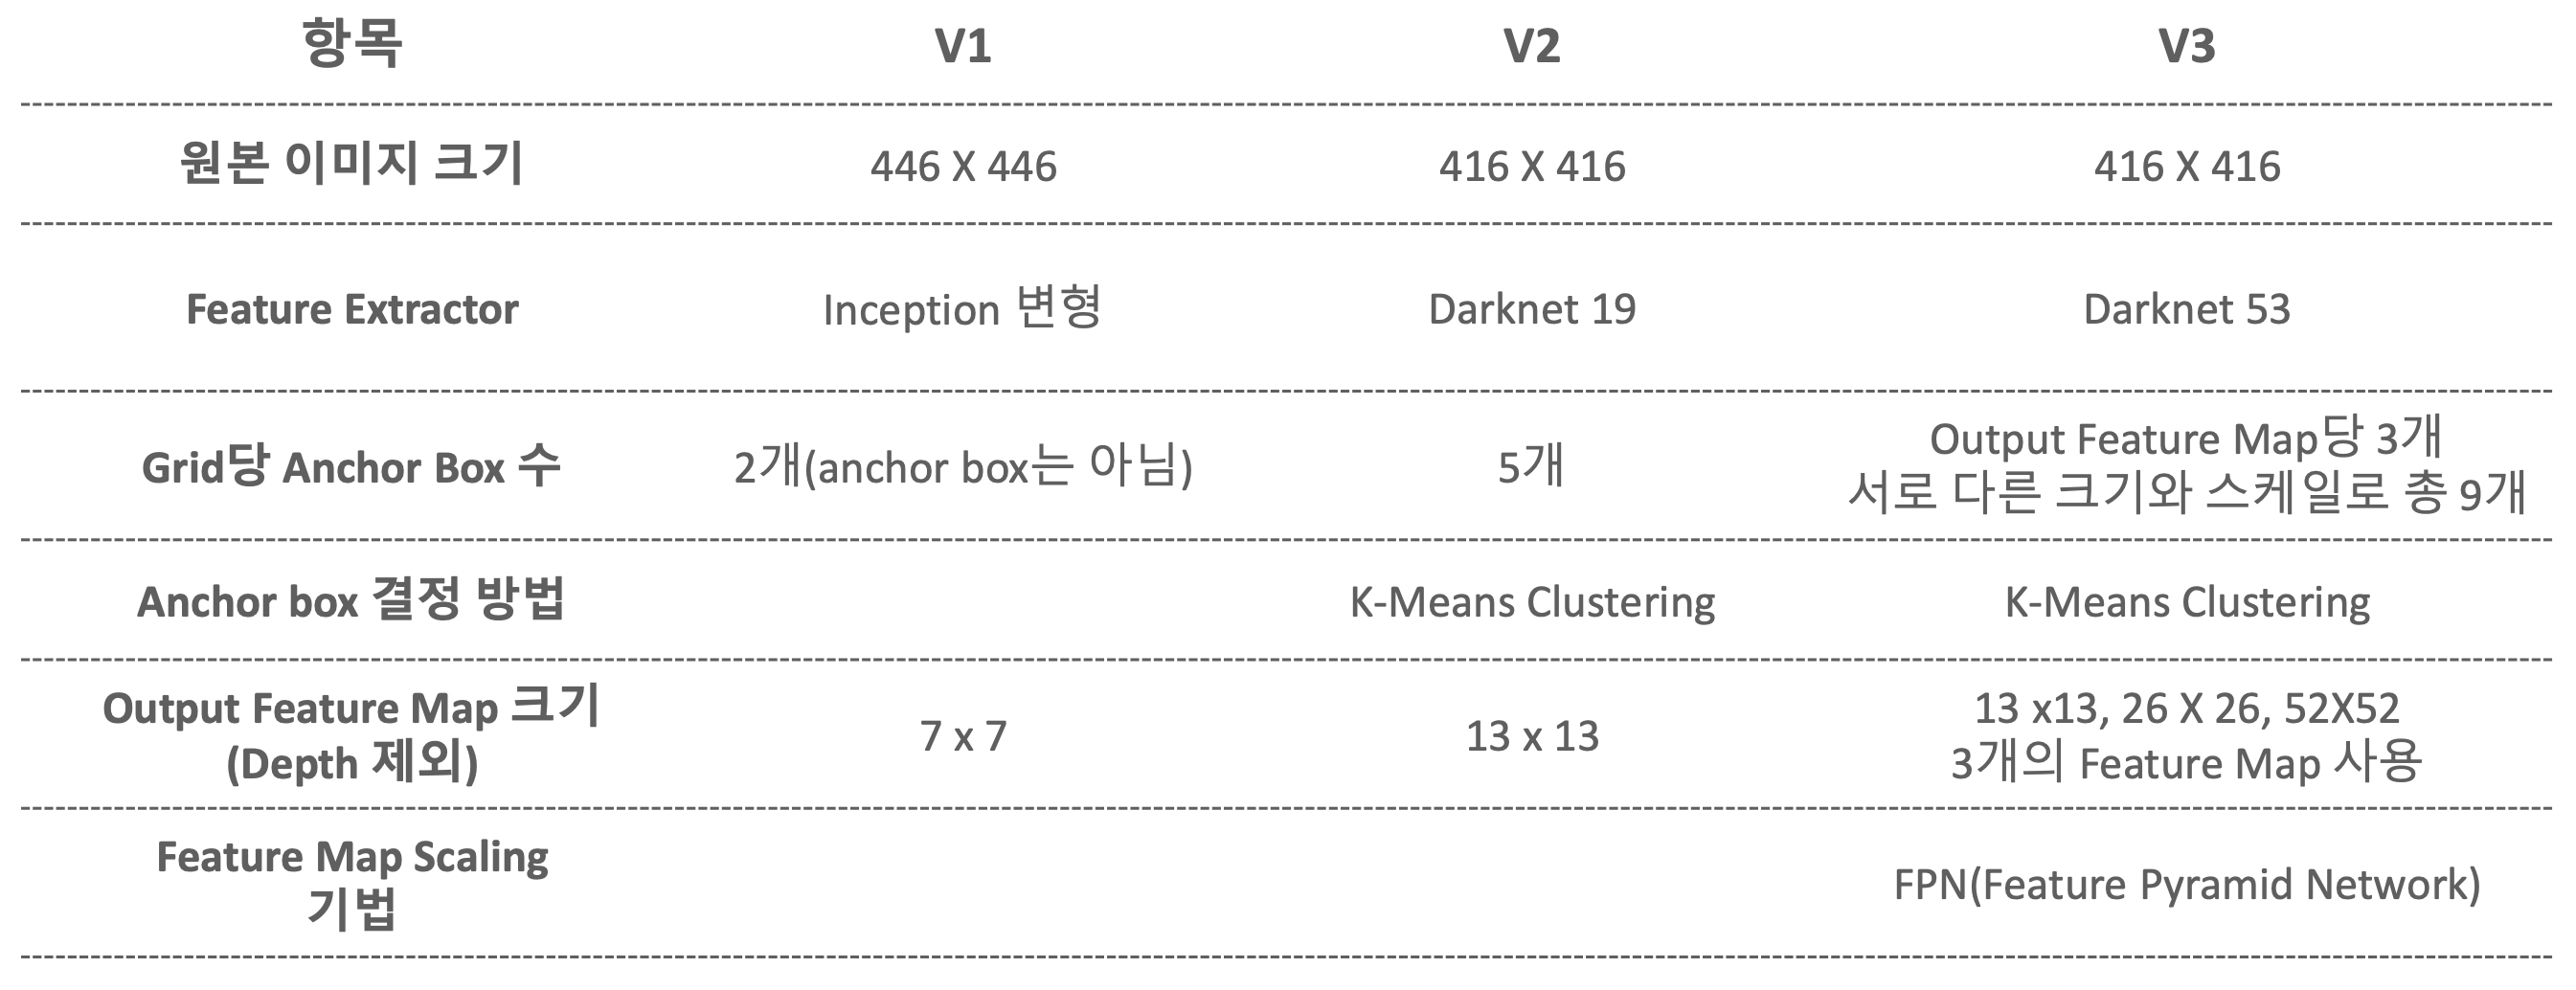 항목 V1 V2 V3
원본 이미지 크기 446 X 446 416 X 416 416 X 416
Feature Extractor Inception 변형 Darknet 19 Darknet 53
Grid당 Anchor Box 수 2개(anchor box는 아님) 5개 Output Feature Map당 3개
서로 다른 크기와 스케일로 총 9개
Anchor box 결정 방법 K-Means Clustering K-Means Clustering
Output Feature Map 크기
(Depth 제외) 7 x 7 13 x 13 13 x13, 26 X 26, 52X52
3개의 Feature Map 사용
Feature Map Scaling
기법 FPN(Feature Pyramid Network)